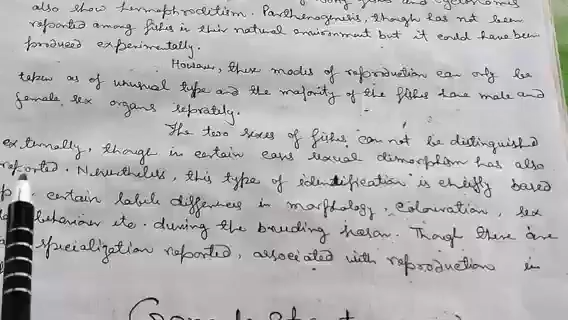 also show hermaphroditism. Parthenogenesis, though has not been
reported among fishes in their natural environment but it could have been
produced experimentally.
However, these modes of reproduction can only be
taken as of unusual type and the majority of the fishes have male and
female sex organs seprately.
The two sexes of fishes can not be distinguished
externally, though in certain cases sexual dimorphism has also
reported. Nevertheless, this type of identification is chiefly based
certain labile differences in morphology, colouration, sex
behaviour etc. during the breeding season. Though there are
specialization reported, associated with reproduction in